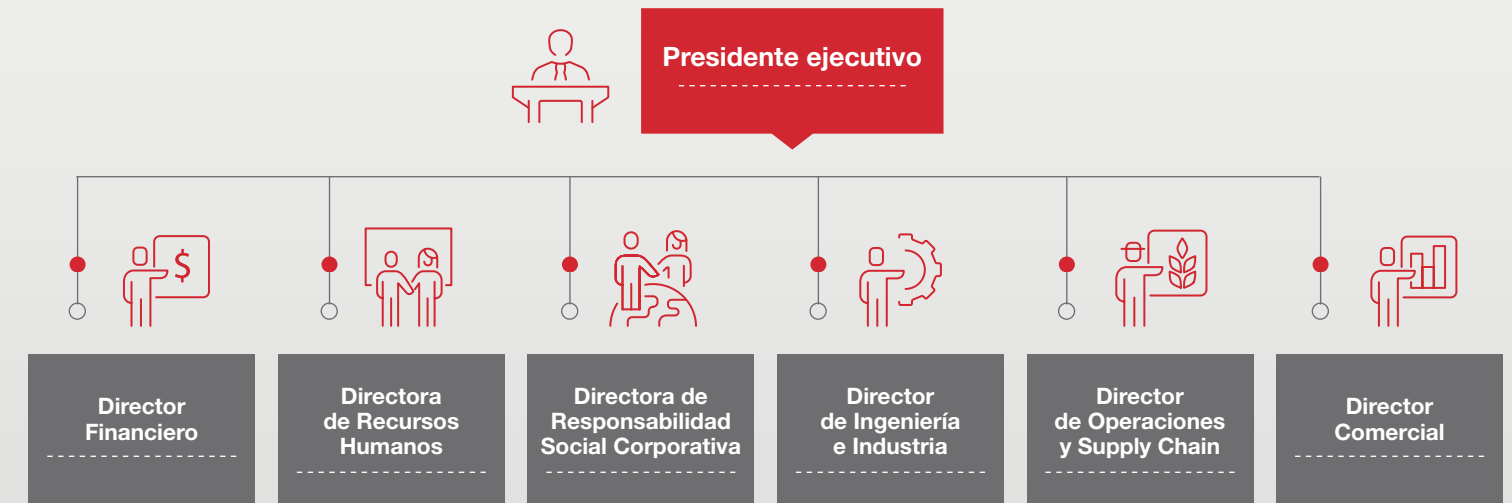 Presidente ejecutivo
$
Director
Financiero
Directora
de Recursos
Humanos
Directora de
Responsabilidad
Social Corporativa
Director
de Ingeniería
e Industria
Director
de Operaciones
y Supply Chain
Director
Comercial